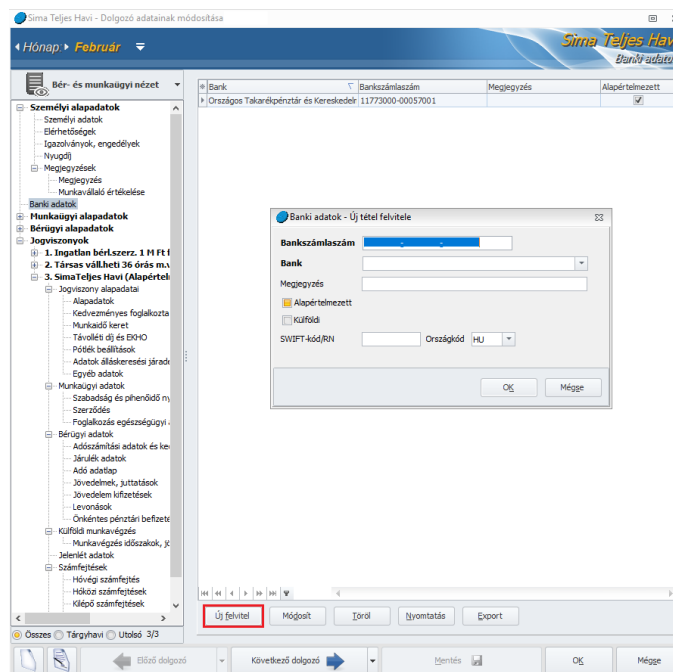 Sima Teljes Havi - Dolgozó adatainak módosítása
Hónap: Február
Sima Teljes Hav
Banki adato
Bér- és munkaügyi nézet
Személyi alapadatok
Személyi adatok
Elérhetőségek
Igazolványok, engedélyek
Nyugdíj
Megjegyzések
Megjegyzés
Munkavállaló értékelése
Banki adatok
Munkaügyi alapadatok
Bérügyi alapadatok
Jogviszonyok
1. Ingatlan bérl.szerz. 1 M Ft f
2. Társas váll.heti 36 órás m.v
3. SimaTeljes Havi (Alapértel
Jogviszony alapadatai
Alapadatok
Kedvezményes foglalkozta
Munkaidő keret
Távolléti díj és EKHO
Pótlék beállítások
Adatok álláskeresési járadé
Egyéb adatok
Munkaügyi adatok
Szabadság és pihenőidő ny
Szerződés
Foglalkozás egészségügyi
Bérügyi adatok
Adószámítási adatok és ke
Járulék adatok
Adó adatlap
Jövedelmek, juttatások
Jövedelem kifizetések
Levonások
Önkéntes pénztári befizeté
Külföldi munkavégzés
Munkavégzés időszakok, jö
Jelenlét adatok
Számfejtések
Hóvégi számfejtés
Hóközi számfejtések
Kilépő számfejtések
Összes Tárgyhavi Utolsó 3/3
Bank Bankszámlaszám Megjegyzés Alapértelmezett
Országos Takarékpénztár és Kereskedelr 11773000-00057001
Banki adatok - Új tétel felvitele
Bankszámlaszám - -
Bank
Megjegyzés
Alapértelmezett
Külföldi
SWIFT-kód/RN Országkód HU
OK Mégse
Új felvitel Módosít Töröl Nyomtatás Export
Előző dolgozó Következő dolgozó Mentés OK Mégse